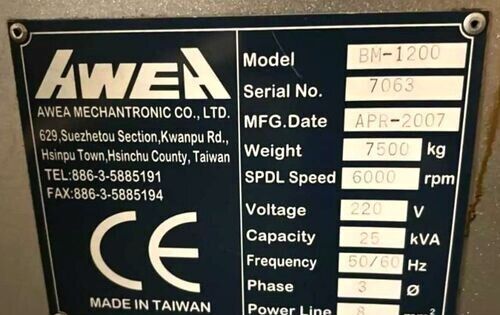 AWEA
AWEA MECHANTRONIC CO., LTD.
629,Suezhetou Section,Kwanpu Rd.,
Hsinpu Town,Hsinchu County, Taiwan
TEL:886-3-5885191
FAX:886-3-5885194
CE
MADE IN TAIWAN
Model BM-1200
Serial No. 7063
MFG.Date APR-2007
Weight 7500 kg
SPDL Speed 6000 rpm
Voltage 220 V
Capacity 25 kVA
Frequency 50/60 Hz
Phase 3 Ø
Power Line 8 mm²